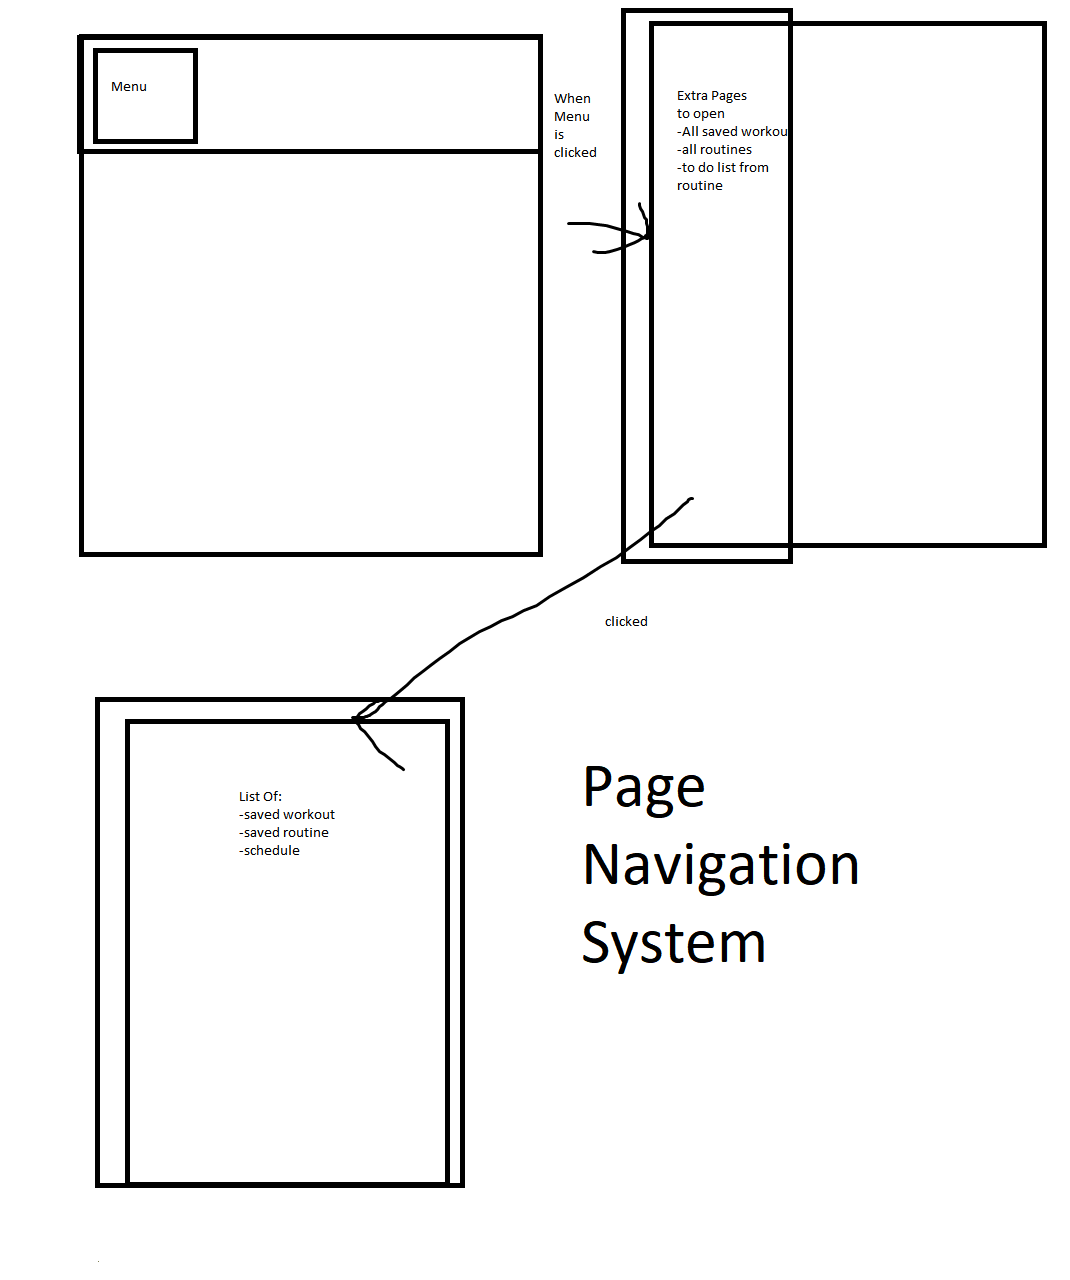 Menu
When
Menu
is
clicked
Extra Pages
to open
-All saved workou
-all routines
-to do list from
routine
clicked
List Of:
-saved workout
-saved routine
-schedule
Page
Navigation
System